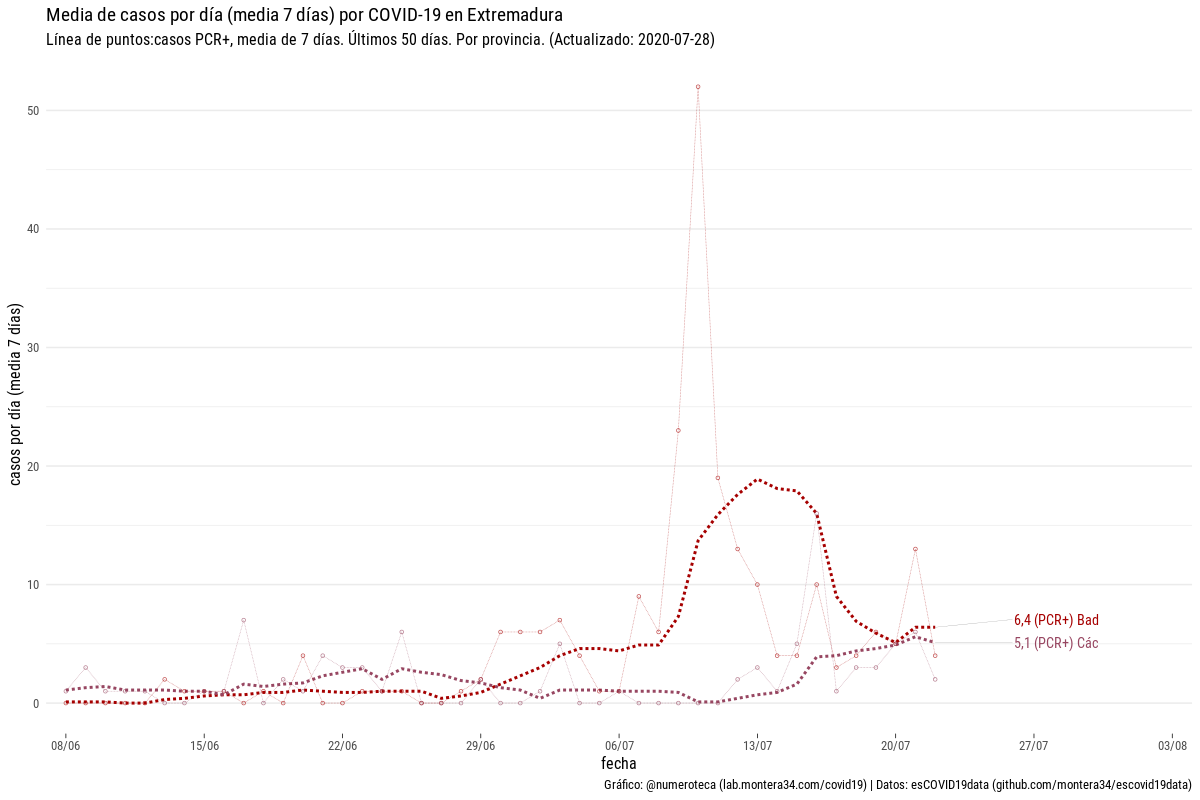 Media de casos por día (media 7 días) por COVID-19 en Extremadura
Línea de puntos:casos PCR+, media de 7 días. Últimos 50 días. Por provincia. (Actualizado: 2020-07-28)
casos por día (media 7 días)
50
40
30
20
10
0
6,4 (PCR+) Bad
5,1 (PCR+) Các
08/06 15/06 22/06 29/06 06/07 13/07 20/07 27/07 03/08
fecha
Gráfico: @numeroteca (lab.montera34.com/covid19) | Datos: esCOVID19data (github.com/montera34/escovid19data)